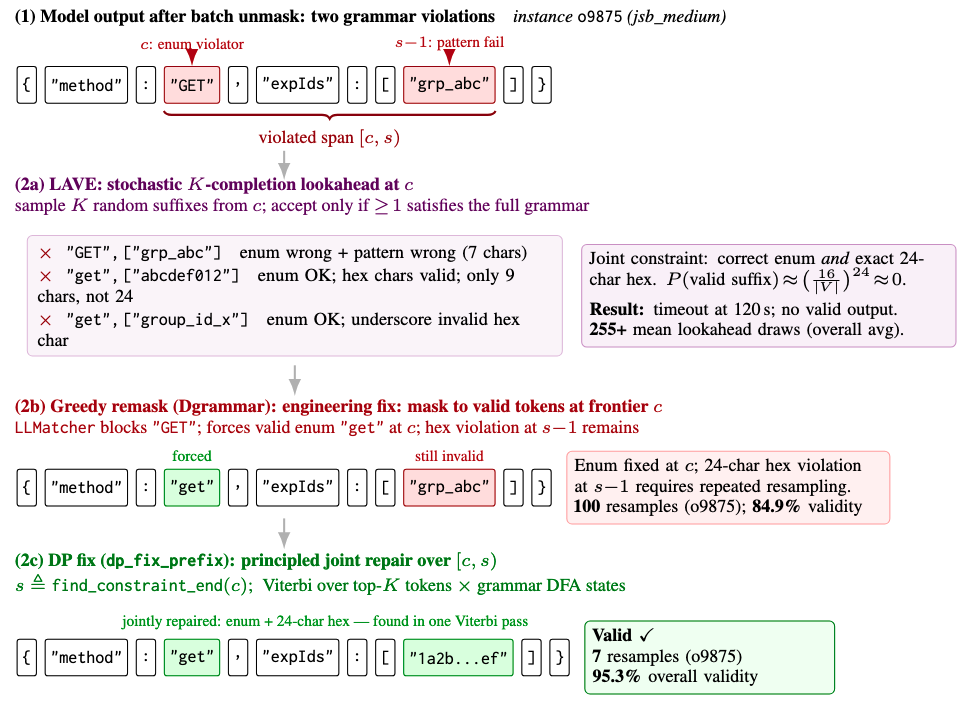 (1) Model output after batch unmask: two grammar violations instance o9875 (jsb_medium)
c: enum violator
s−1: pattern fail
{ "method" : "GET" , "expIds" : [ "grp_abc" ] }
violated span [c, s)
(2a) LAVE: stochastic K-completion lookahead at c
sample K random suffixes from c; accept only if ≥ 1 satisfies the full grammar
× "GET",["grp_abc"] enum wrong + pattern wrong (7 chars)
× "get",["abcdef012"] enum OK; hex chars valid; only 9
chars, not 24
× "get",["group_id_x"] enum OK; underscore invalid hex
char
Joint constraint: correct enum and exact 24-
char hex. P(valid suffix) ≈ (16/|V|)^24 ≈ 0.
Result: timeout at 120 s; no valid output.
255+ mean lookahead draws (overall avg).
(2b) Greedy remask (Dgrammar): engineering fix: mask to valid tokens at frontier c
LLMatcher blocks "GET"; forces valid enum "get" at c; hex violation at s−1 remains
forced
still invalid
{ "method" : "get" , "expIds" : [ "grp_abc" ] }
Enum fixed at c; 24-char hex violation
at s−1 requires repeated resampling.
100 resamples (o9875); 84.9% validity
(2c) DP fix (dp_fix_prefix): principled joint repair over [c, s)
s ≜ find_constraint_end(c); Viterbi over top-K tokens × grammar DFA states
jointly repaired: enum + 24-char hex — found in one Viterbi pass
{ "method" : "get" , "expIds" : [ "1a2b...ef" ] }
Valid ✓
7 resamples (o9875)
95.3% overall validity